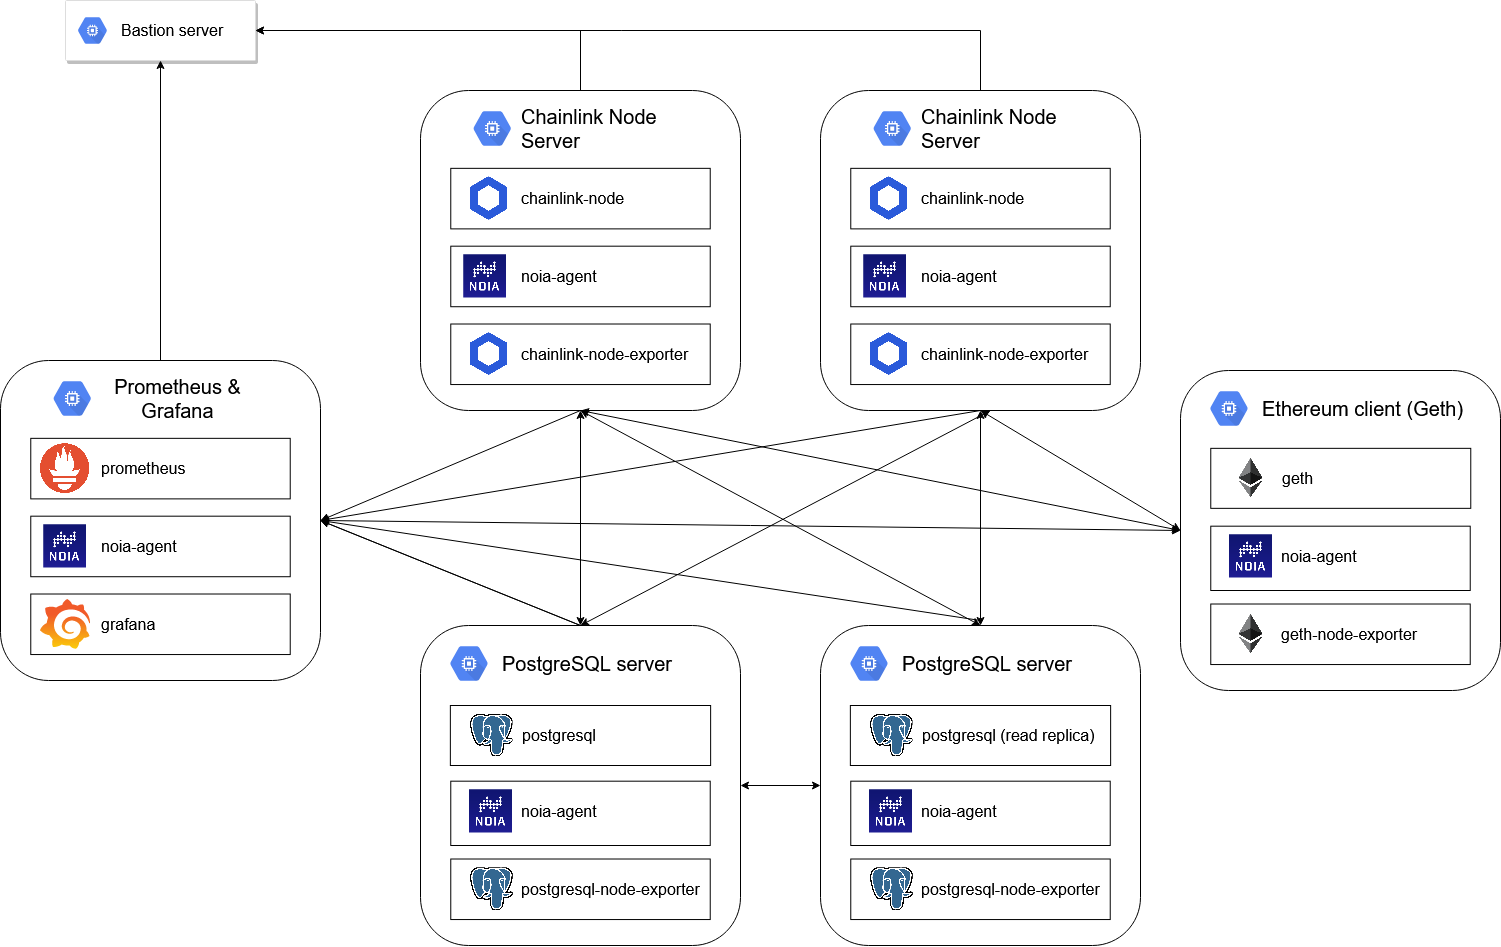 Bastion server
Chainlink Node
Server
chainlink-node
NOIA
noia-agent
chainlink-node-exporter
Chainlink Node
Server
chainlink-node
NOIA
noia-agent
chainlink-node-exporter
Prometheus &
Grafana
prometheus
NOIA
noia-agent
grafana
Ethereum client (Geth)
geth
NOIA
noia-agent
geth-node-exporter
PostgreSQL server
postgresql
NOIA
noia-agent
postgresql-node-exporter
PostgreSQL server
postgresql (read replica)
NOIA
noia-agent
postgresql-node-exporter